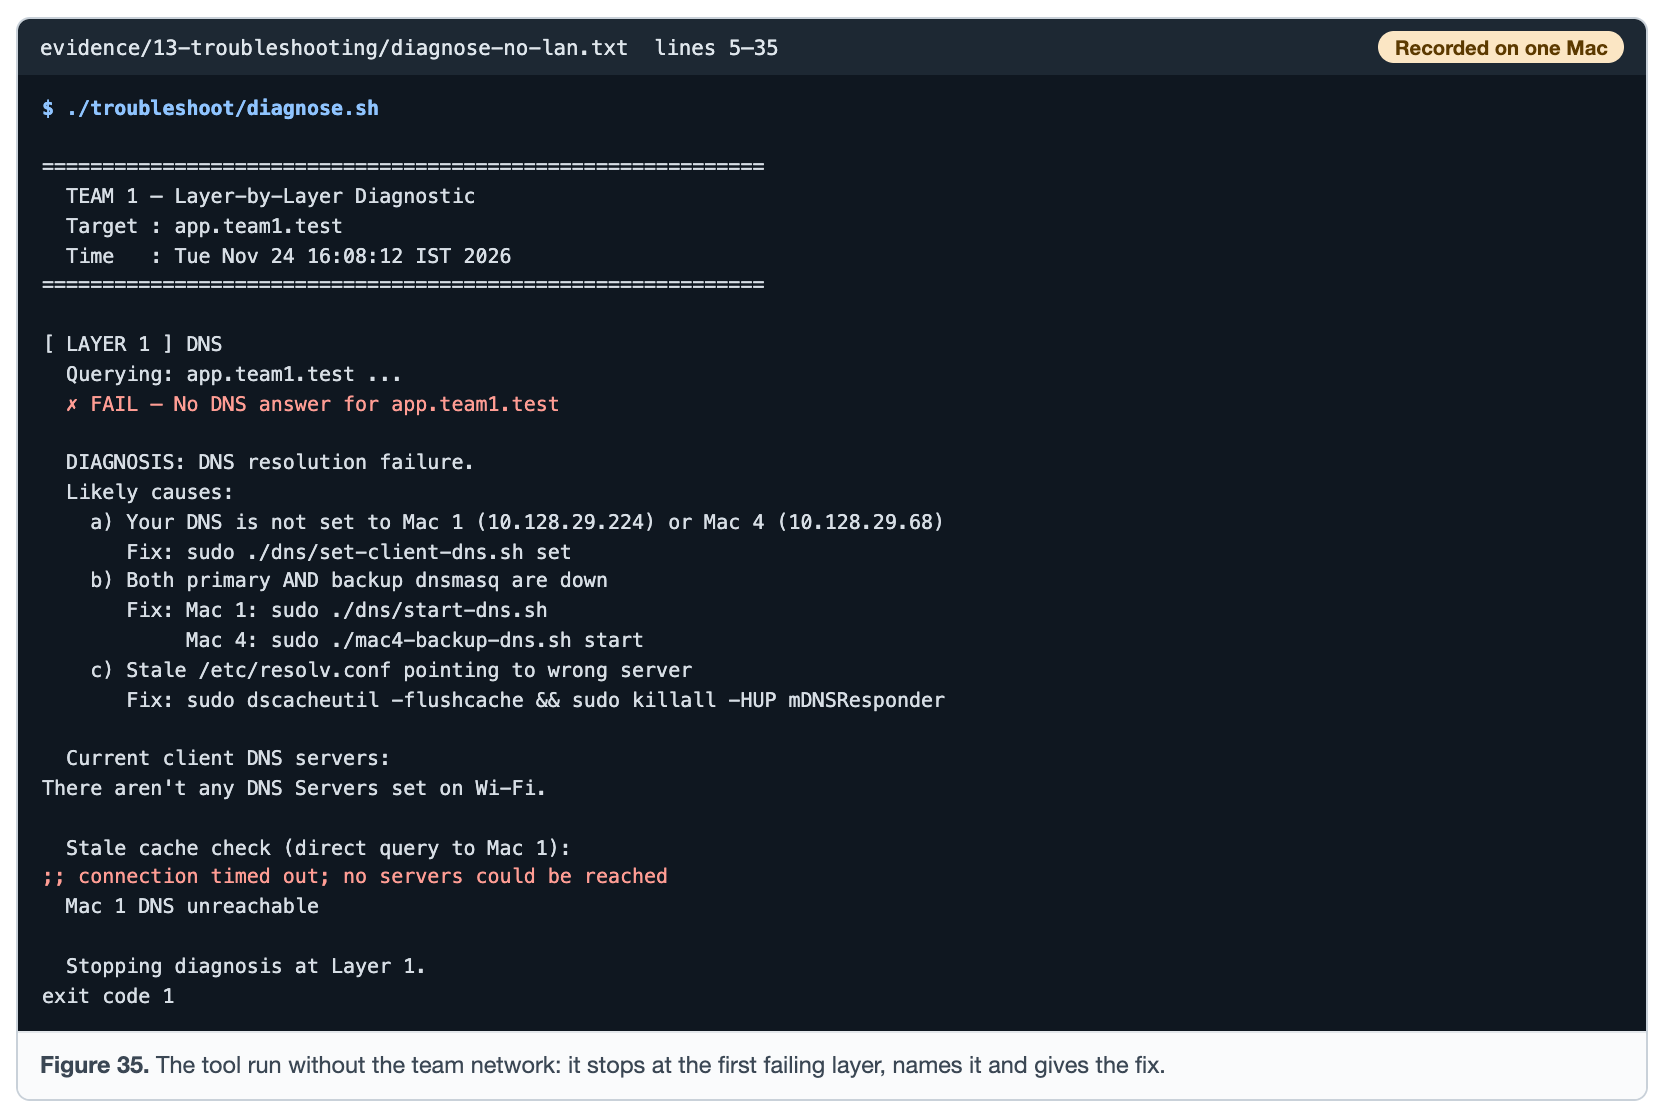 evidence/13-troubleshooting/diagnose-no-lan.txt  lines 5–35
Recorded on one Mac
$ ./troubleshoot/diagnose.sh
============================================================
  TEAM 1 — Layer-by-Layer Diagnostic
  Target : app.team1.test
  Time   : Tue Nov 24 16:08:12 IST 2026
============================================================
[ LAYER 1 ] DNS
  Querying: app.team1.test ...
  ✗ FAIL — No DNS answer for app.team1.test
  DIAGNOSIS: DNS resolution failure.
  Likely causes:
    a) Your DNS is not set to Mac 1 (10.128.29.224) or Mac 4 (10.128.29.68)
       Fix: sudo ./dns/set-client-dns.sh set
    b) Both primary AND backup dnsmasq are down
       Fix: Mac 1: sudo ./dns/start-dns.sh
            Mac 4: sudo ./mac4-backup-dns.sh start
    c) Stale /etc/resolv.conf pointing to wrong server
       Fix: sudo dscacheutil -flushcache && sudo killall -HUP mDNSResponder
  Current client DNS servers:
There aren't any DNS Servers set on Wi-Fi.
  Stale cache check (direct query to Mac 1):
;; connection timed out; no servers could be reached
  Mac 1 DNS unreachable
  Stopping diagnosis at Layer 1.
exit code 1
Figure 35. The tool run without the team network: it stops at the first failing layer, names it and gives the fix.